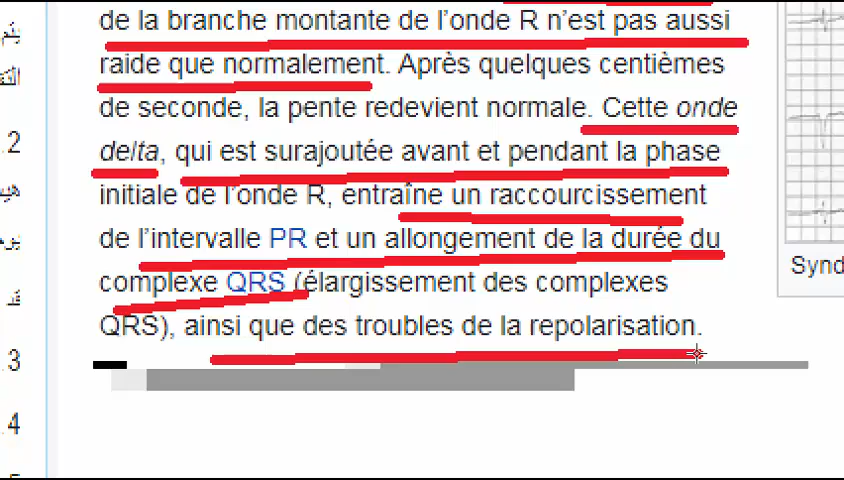 de la branche montante de l’onde R n’est pas aussi
raide que normalement. Après quelques centièmes
de seconde, la pente redevient normale. Cette onde
delta, qui est surajoutée avant et pendant la phase
initiale de l’onde R, entraîne un raccourcissement
de l’intervalle PR et un allongement de la durée du
complexe QRS (élargissement des complexes
QRS), ainsi que des troubles de la repolarisation.
.2
.3
.4
Synd